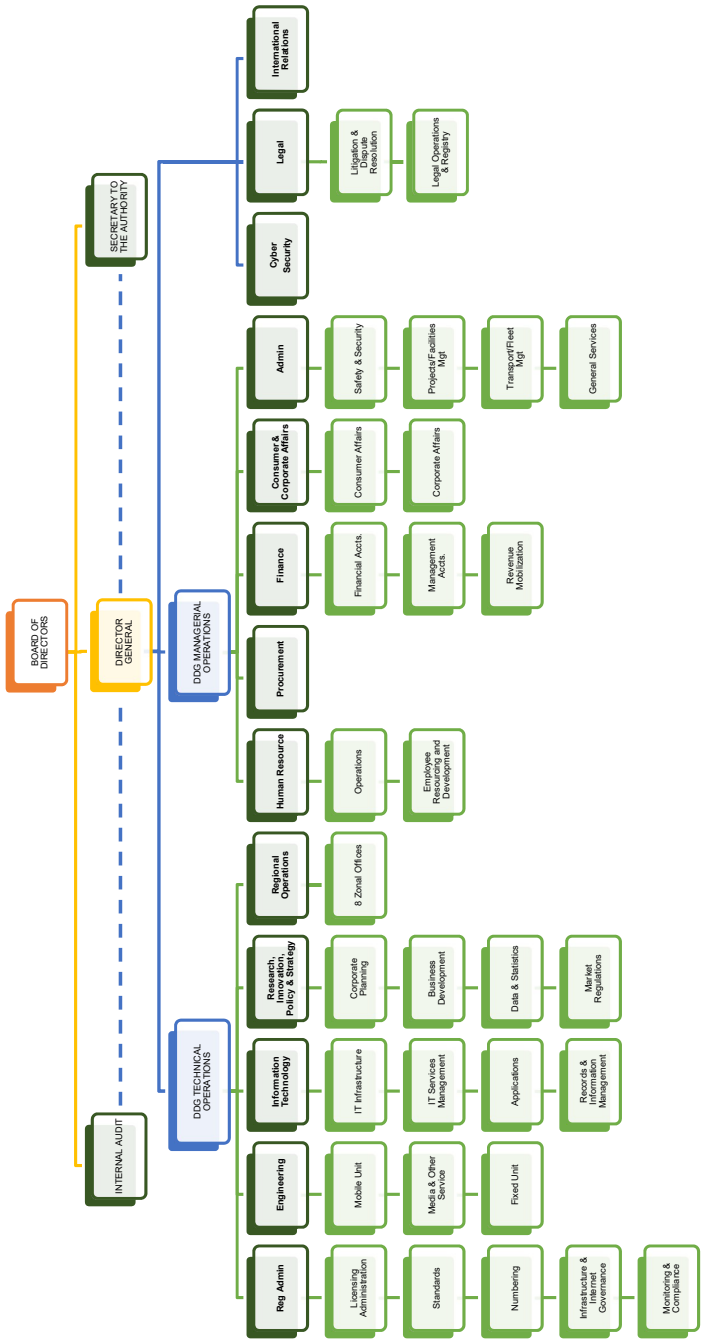 BOARD OF
DIRECTORS
INTERNAL AUDIT
DIRECTOR
GENERAL
SECRETARY TO
THE AUTHORITY
DDG TECHNICAL
OPERATIONS
DDG MANAGERIAL
OPERATIONS
Reg Admin
Engineering
Information
Technology
Research,
Innovation,
Policy & Strategy
Regional
Operations
Human Resource
Procurement
Finance
Consumer &
Corporate Affairs
Admin
Cyber
Security
Legal
International
Relations
Licensing
Administration
Standards
Numbering
Infrastructure &
Internet
Governance
Monitoring &
Compliance
Mobile Unit
Media & Other
Service
Fixed Unit
IT Infrastructure
IT Services
Management
Applications
Records &
Information
Management
Corporate
Planning
Business
Development
Data & Statistics
Market
Regulations
8 Zonal Offices
Operations
Employee
Resourcing and
Development
Financial Accts.
Management
Accts.
Revenue
Mobilization
Consumer Affairs
Corporate Affairs
Safety & Security
Projects/Facilities
Mgt
Transport/Fleet
Mgt
General Services
Litigation &
Dispute
Resolution
Legal Operations
& Registry